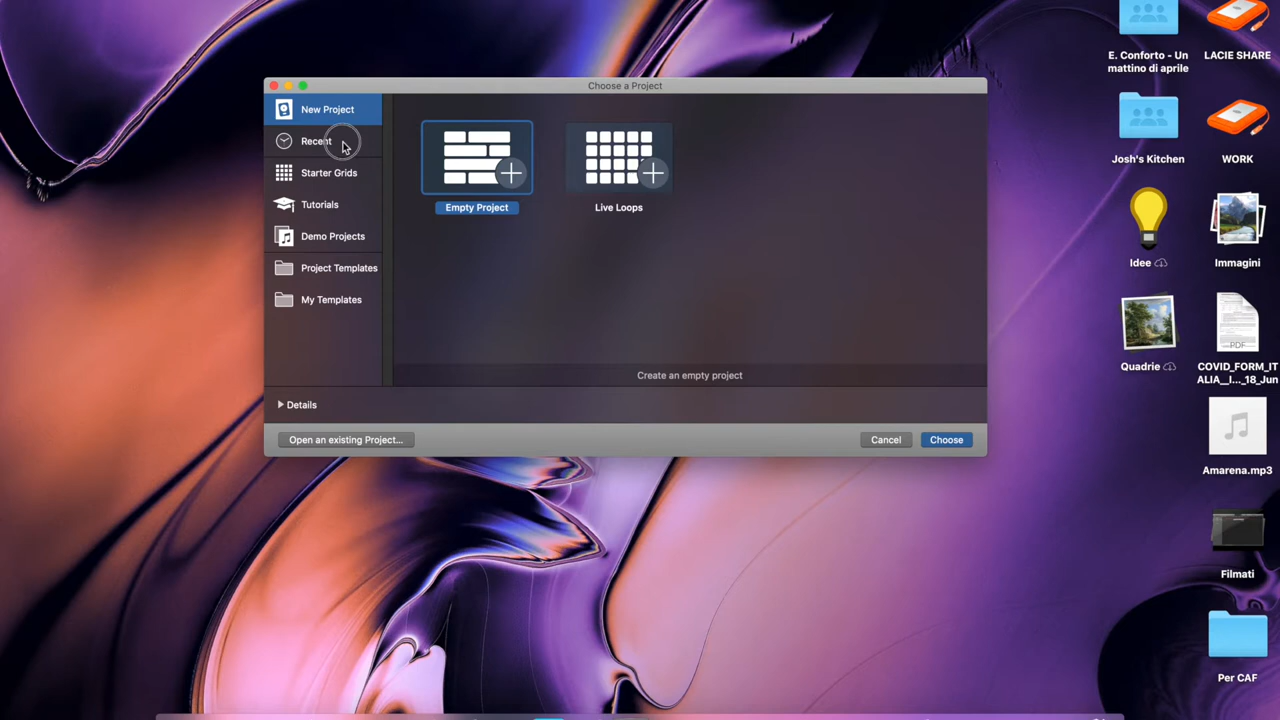 Choose a Project
New Project
Recent
Starter Grids
Tutorials
Demo Projects
Project Templates
My Templates
Empty Project
Live Loops
Create an empty project
Details
Open an existing Project...
Cancel
Choose
E. Conforto - Un
mattino di aprile
LACIE SHARE
Josh's Kitchen
WORK
Idee
Immagini
Quadrie
PDF
COVID_FORM_IT
ALIA__I..._18_Jun
Amarena.mp3
Filmati
Per CAF